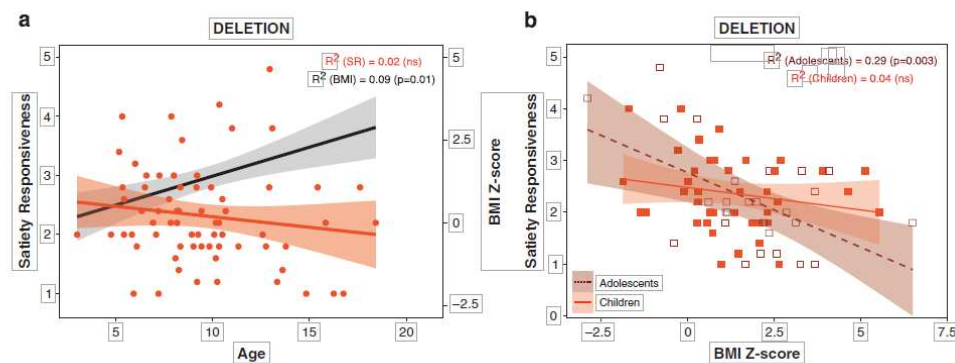 a
DELETION
R² (SR) = 0.02 (ns)
R² (BMI) = 0.09 (p=0.01)
5
4
3
2
1
Satiety Responsiveness
5
2.5
0
−2.5
BMI Z-score
5
10
15
20
Age
b
DELETION
R² (Adolescents) = 0.29 (p=0.003)
R² (Children) = 0.04 (ns)
5
4
3
2
1
0
Satiety Responsiveness
Adolescents
Children
−2.5
0
2.5
5.0
7.5
BMI Z-score